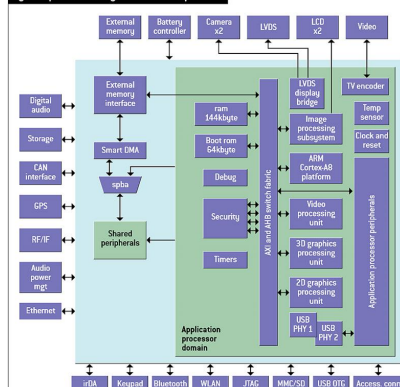 External
memory
Battery
controller
Camera
x2
LVDS
LCD
x2
Video
External
memory
interface
LVDS
display
bridge
TV encoder
Digital
audio
ram
144kbyte
Image
processing
subsystem
Temp
sensor
Storage
Smart DMA
Boot rom
64kbyte
Clock and
reset
CAN
interface
spba
Debug
ARM
Cortex-A8
platform
GPS
Security
AXI and AHB switch fabric
Video
processing
unit
Application processor peripherals
RF/IF
Shared
peripherals
3D graphics
processing
unit
Audio
power
mgt
Timers
2D graphics
processing
unit
Ethernet
Application
processor
domain
USB
PHY 1
USB
PHY 2
irDA
Keypad
Bluetooth
WLAN
JTAG
MMC/SD
USB OTG
Access. conn